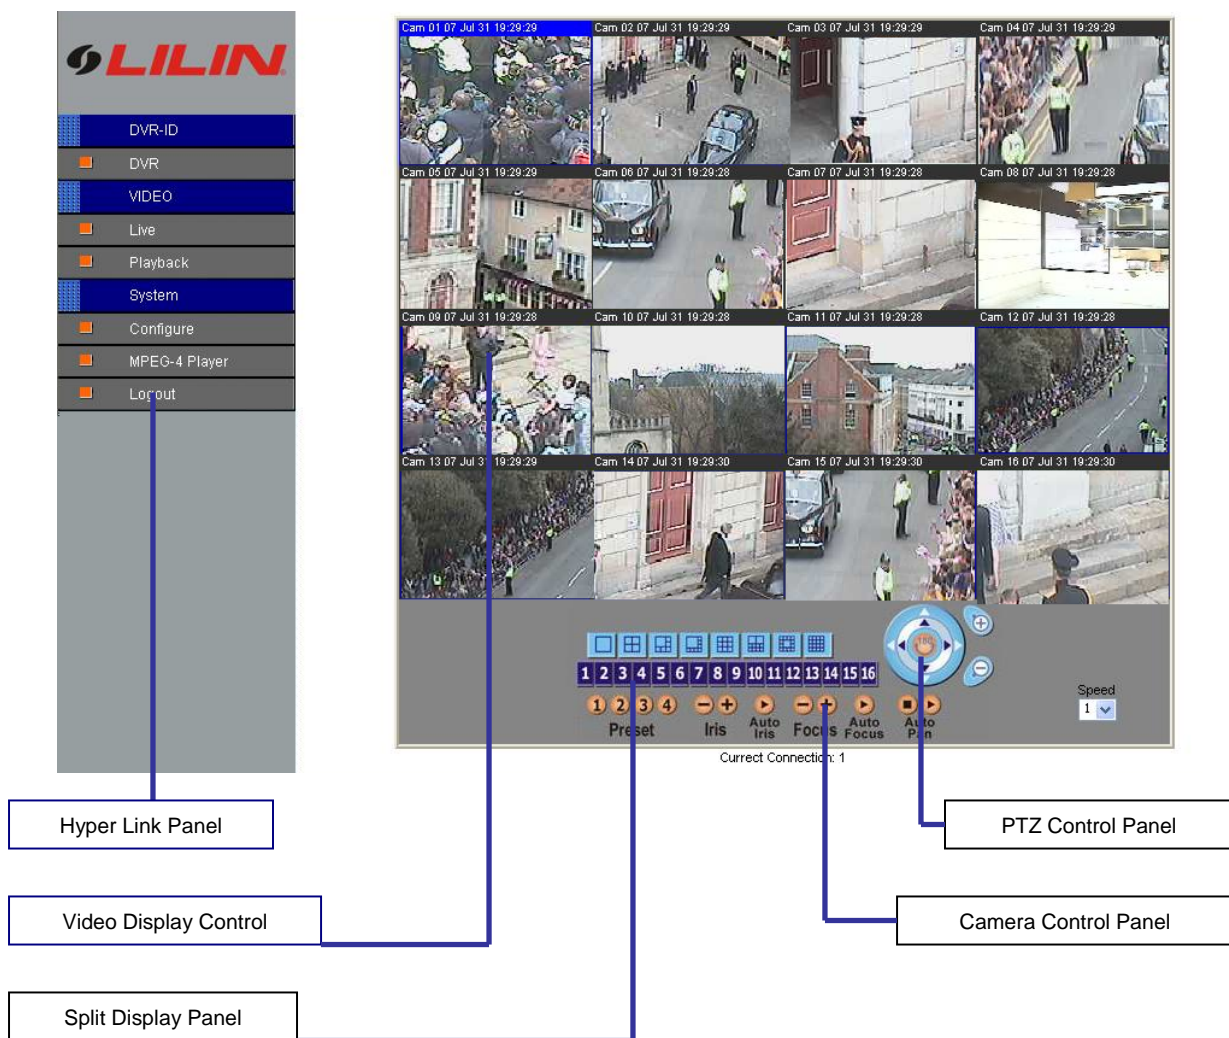 LILIN
DVR-ID
DVR
VIDEO
Live
Playback
System
Configure
MPEG-4 Player
Logout
Cam 01 07 Jul 31 19:29:29
Cam 02 07 Jul 31 19:29:29
Cam 03 07 Jul 31 19:29:29
Cam 04 07 Jul 31 19:29:29
Cam 05 07 Jul 31 19:29:29
Cam 06 07 Jul 31 19:29:28
Cam 07 07 Jul 31 19:29:28
Cam 08 07 Jul 31 19:29:28
Cam 09 07 Jul 31 19:29:28
Cam 10 07 Jul 31 19:29:28
Cam 11 07 Jul 31 19:29:28
Cam 12 07 Jul 31 19:29:28
Cam 13 07 Jul 31 19:29:29
Cam 14 07 Jul 31 19:29:30
Cam 15 07 Jul 31 19:29:30
Cam 16 07 Jul 31 19:29:30
180
1 2 3 4 5 6 7 8 9 10 11 12 13 14 15 16
1 2 3 4
Preset
Iris
Auto Iris
Focus
Auto Focus
Auto Pan
Speed
1
Currect Connection: 1
Hyper Link Panel
PTZ Control Panel
Video Display Control
Camera Control Panel
Split Display Panel